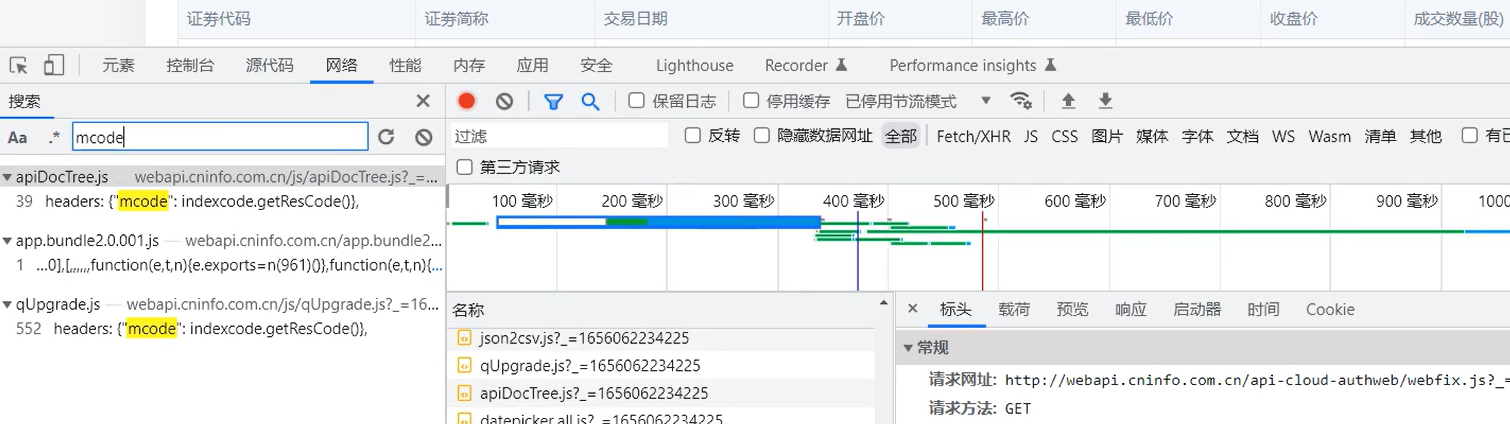 证券代码 证券简称 交易日期 开盘价 最高价 最低价 收盘价 成交数量(股)
元素 控制台 源代码 网络 性能 内存 应用 安全 Lighthouse Recorder Performance insights
搜索
保留日志 停用缓存 已停用节流模式
Aa .* mcode
过滤 反转 隐藏数据网址 全部 Fetch/XHR JS CSS 图片 媒体 字体 文档 WS Wasm 清单 其他 有已
第三方请求
apiDocTree.js — webapi.cninfo.com.cn/js/apiDocTree.js?_=...
39 headers: {"mcode": indexcode.getResCode()},
app.bundle2.0.001.js — webapi.cninfo.com.cn/app.bundle2...
1 ...0],[,,,,,,function(e,t,n){e.exports=n(961)()},function(e,t,n){...
qUpgrade.js — webapi.cninfo.com.cn/js/qUpgrade.js?_=16...
552 headers: {"mcode": indexcode.getResCode()},
100 毫秒 200 毫秒 300 毫秒 400 毫秒 500 毫秒 600 毫秒 700 毫秒 800 毫秒 900 毫秒 1000
名称
json2csv.js?_=1656062234225
qUpgrade.js?_=1656062234225
apiDocTree.js?_=1656062234225
datepicker.all.js?_=1656062234225
标头 载荷 预览 响应 启动器 时间 Cookie
常规
请求网址: http://webapi.cninfo.com.cn/api-cloud-authweb/webfix.js?_=
请求方法: GET